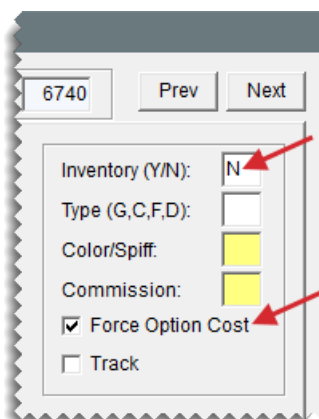 6740 Prev Next
Inventory (Y/N): N
Type (G,C,F,D):
Color/Spiff:
Commission:
Force Option Cost
Track